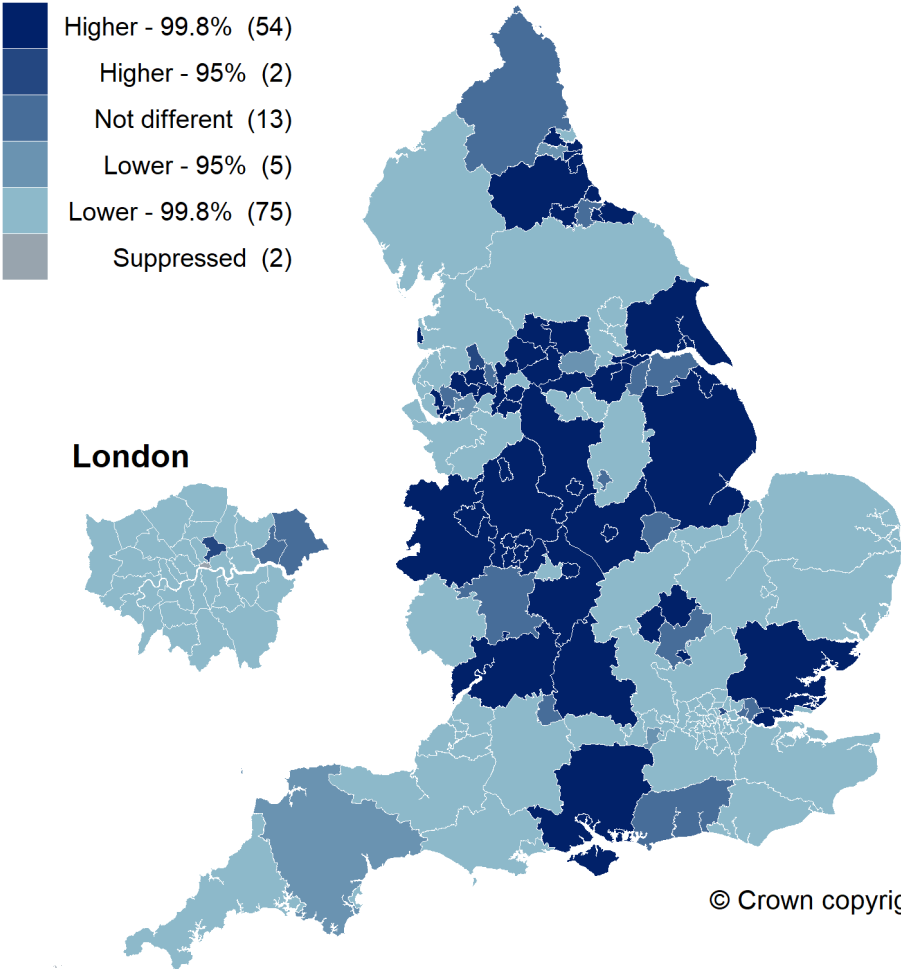 Higher - 99.8% (54)
Higher - 95% (2)
Not different (13)
Lower - 95% (5)
Lower - 99.8% (75)
Suppressed (2)
London
© Crown